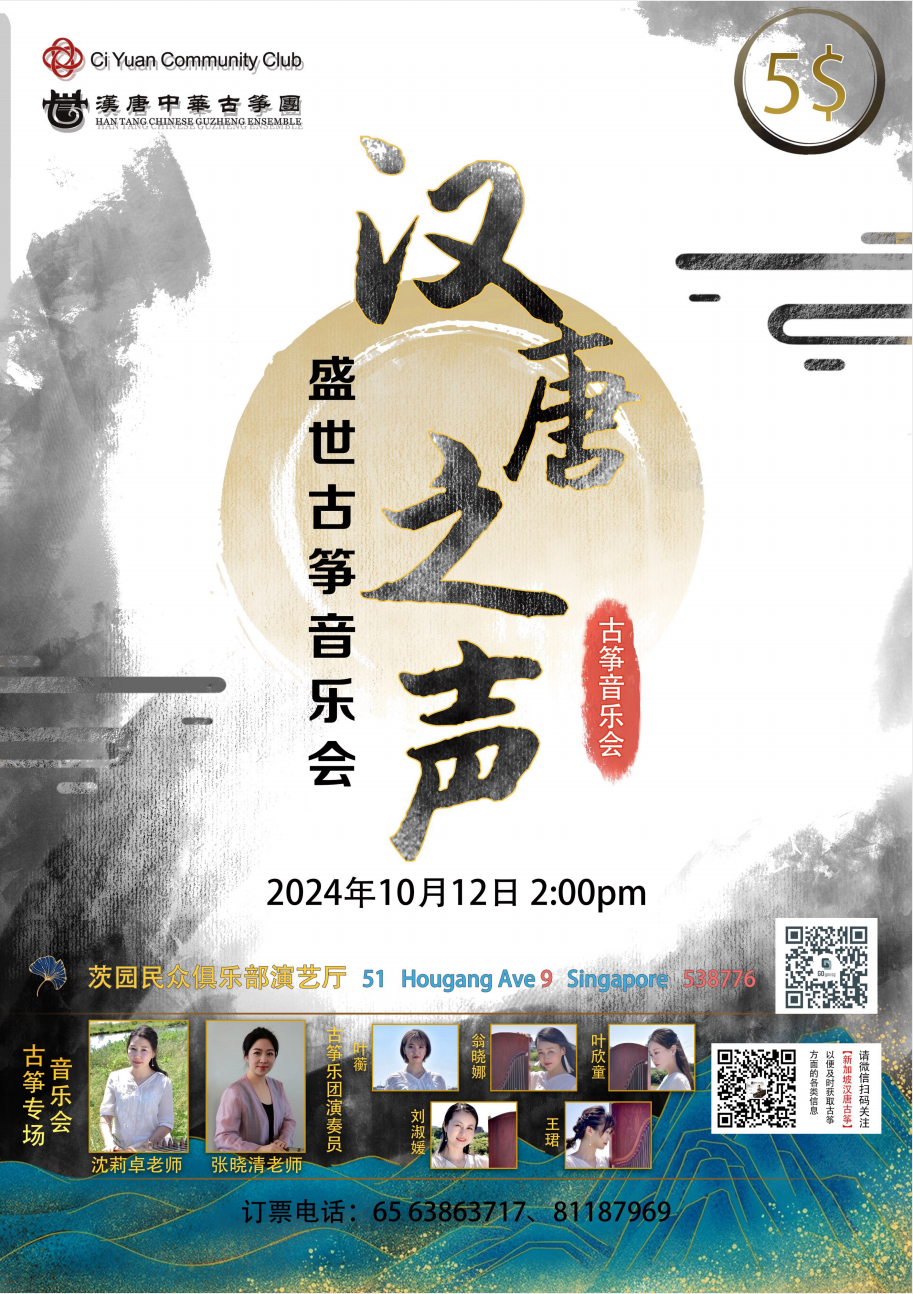 Ci Yuan Community Club
漢唐中華古筝團
HAN TANG CHINESE GUZHENG ENSEMBLE
5$
汉唐之声
盛世古筝音乐会
古筝音乐会
2024年10月12日 2:00pm
茨园民众俱乐部演艺厅 51 Hougang Ave 9 Singapore 538776
音乐会
古筝专场
沈莉卓老师
张晓清老师
古筝乐团演奏员
叶蘅
翁晓娜
叶欣童
刘淑媛
王珺
请微信扫码关注
【新加坡汉唐古筝】
以便及时获取古筝
方面的各类信息
订票电话：65 63863717、81187969